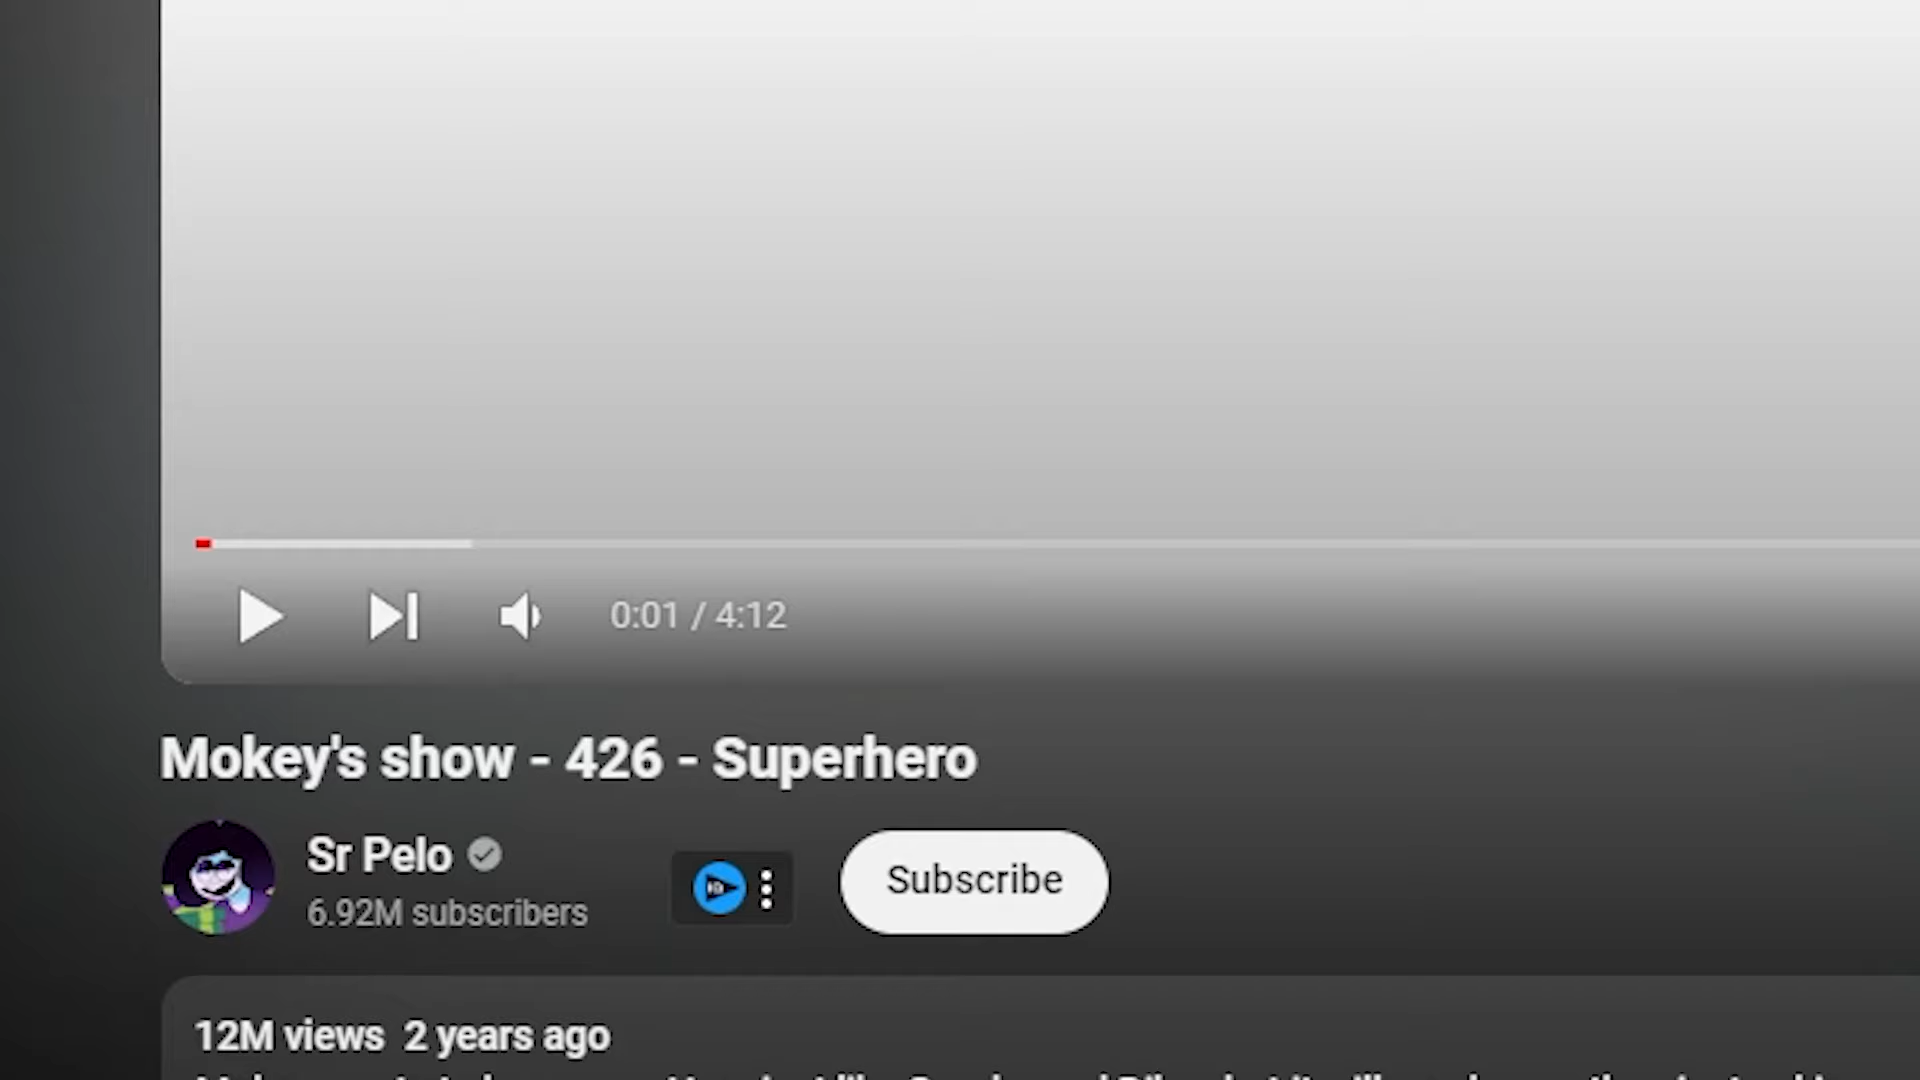 0:01 / 4:12
Mokey's show - 426 - Superhero
Sr Pelo
6.92M subscribers
Subscribe
12M views 2 years ago